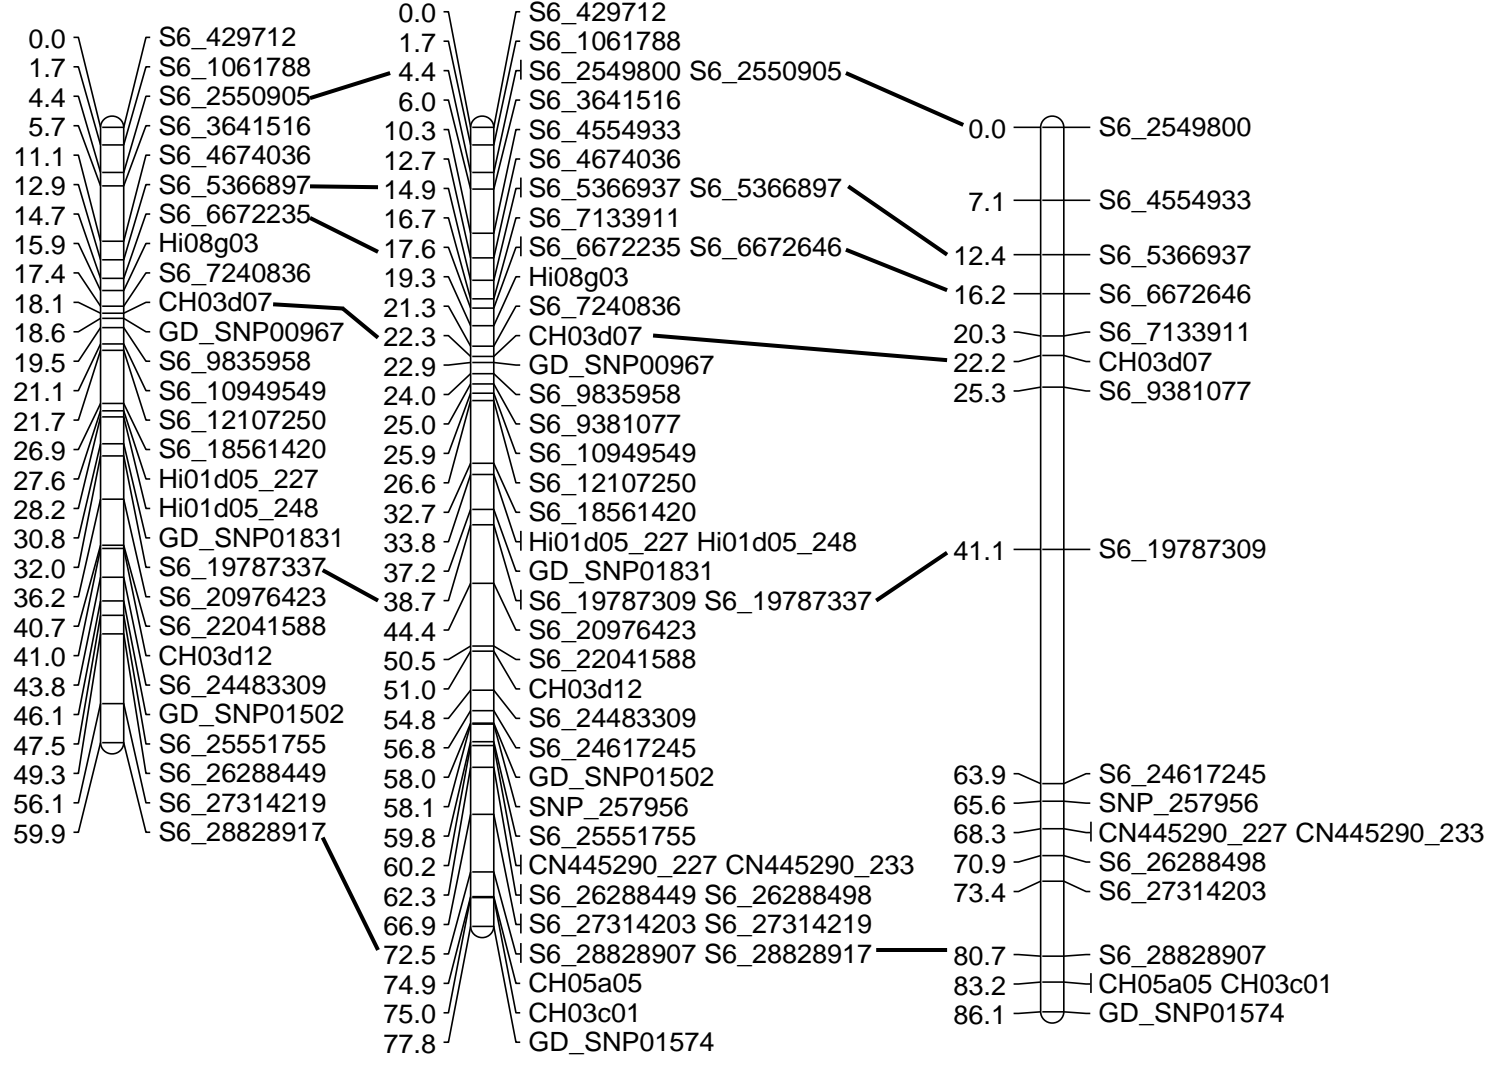 0.0 S6_429712
1.7 S6_1061788
4.4 S6_2550905
5.7 S6_3641516
11.1 S6_4674036
12.9 S6_5366897
14.7 S6_6672235
15.9 Hi08g03
17.4 S6_7240836
18.1 CH03d07
18.6 GD_SNP00967
19.5 S6_9835958
21.1 S6_10949549
21.7 S6_12107250
26.9 S6_18561420
27.6 Hi01d05_227
28.2 Hi01d05_248
30.8 GD_SNP01831
32.0 S6_19787337
36.2 S6_20976423
40.7 S6_22041588
41.0 CH03d12
43.8 S6_24483309
46.1 GD_SNP01502
47.5 S6_25551755
49.3 S6_26288449
56.1 S6_27314219
59.9 S6_28828917
0.0 S6_429712
1.7 S6_1061788
4.4 S6_2549800 S6_2550905
6.0 S6_3641516
10.3 S6_4554933
12.7 S6_4674036
14.9 S6_5366937 S6_5366897
16.7 S6_7133911
17.6 S6_6672235 S6_6672646
19.3 Hi08g03
21.3 S6_7240836
22.3 CH03d07
22.9 GD_SNP00967
24.0 S6_9835958
25.0 S6_9381077
25.9 S6_10949549
26.6 S6_12107250
32.7 S6_18561420
33.8 Hi01d05_227 Hi01d05_248
37.2 GD_SNP01831
38.7 S6_19787309 S6_19787337
44.4 S6_20976423
50.5 S6_22041588
51.0 CH03d12
54.8 S6_24483309
56.8 S6_24617245
58.0 GD_SNP01502
58.1 SNP_257956
59.8 S6_25551755
60.2 CN445290_227 CN445290_233
62.3 S6_26288449 S6_26288498
66.9 S6_27314203 S6_27314219
72.5 S6_28828907 S6_28828917
74.9 CH05a05
75.0 CH03c01
77.8 GD_SNP01574
0.0 S6_2549800
7.1 S6_4554933
12.4 S6_5366937
16.2 S6_6672646
20.3 S6_7133911
22.2 CH03d07
25.3 S6_9381077
41.1 S6_19787309
63.9 S6_24617245
65.6 SNP_257956
68.3 CN445290_227 CN445290_233
70.9 S6_26288498
73.4 S6_27314203
80.7 S6_28828907
83.2 CH05a05 CH03c01
86.1 GD_SNP01574